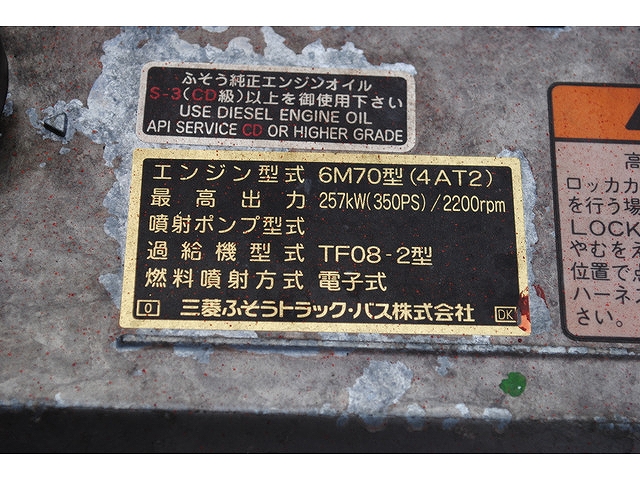 ふそう純正エンジンオイル
S-3(CD級)以上を御使用下さい
USE DIESEL ENGINE OIL
API SERVICE CD OR HIGHER GRADE
エンジン型式 6M70型(4AT2)
最高出力 257kW(350PS)/2200rpm
噴射ポンプ型式
過給機型式 TF08-2型
燃料噴射方式 電子式
0 三菱ふそうトラック・バス株式会社 DK
高
ロッカカ
を行う場
LOCK
やむをえ
位置で
ハーネ
さい。